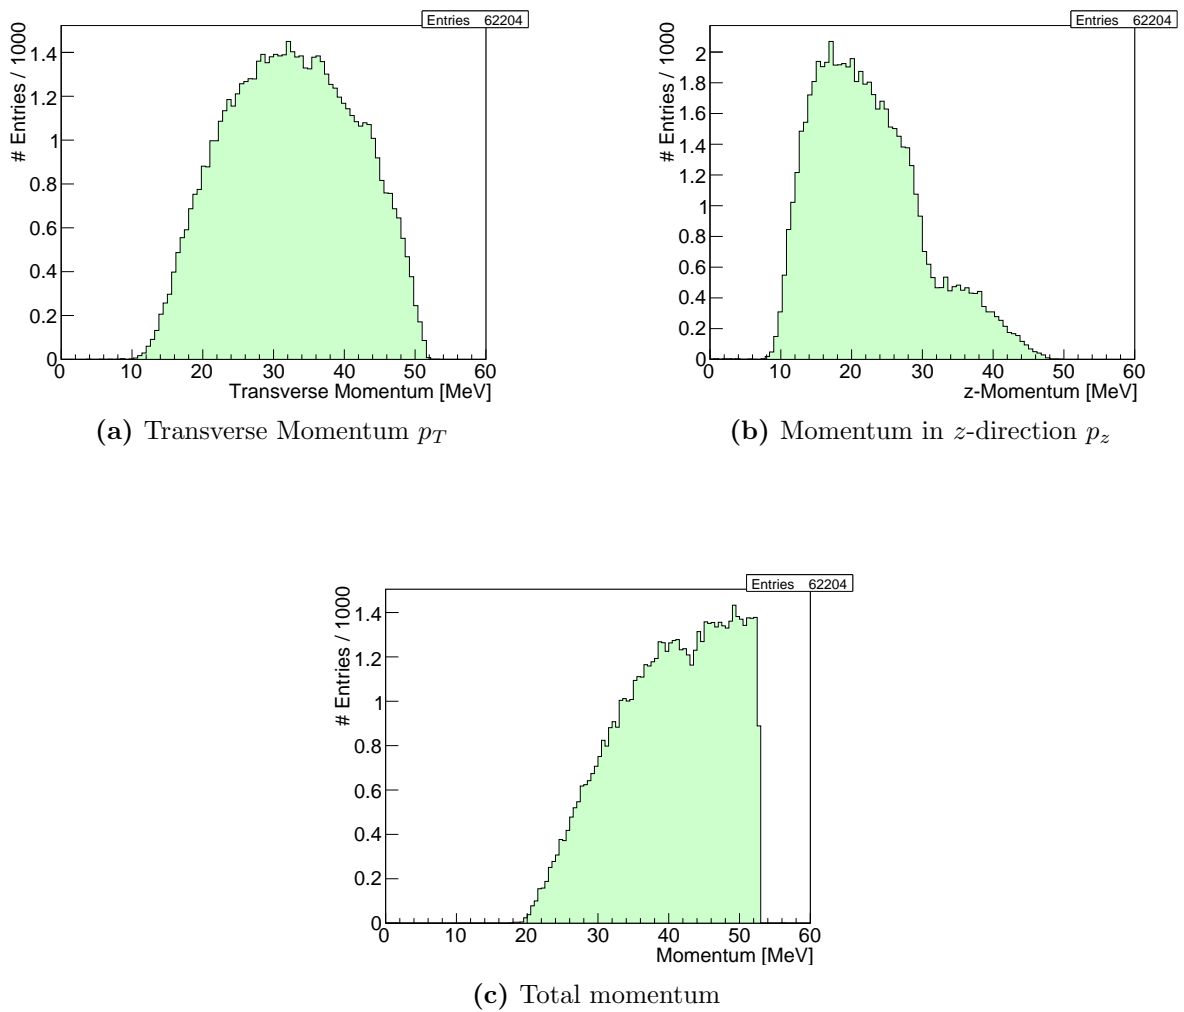 Entries 62204
# Entries / 1000
1.4
1.2
1
0.8
0.6
0.4
0.2
0
0 10 20 30 40 50 60
Transverse Momentum [MeV]
(a) Transverse Momentum p_T
Entries 62204
# Entries / 1000
2
1.8
1.6
1.4
1.2
1
0.8
0.6
0.4
0.2
0
0 10 20 30 40 50 60
z-Momentum [MeV]
(b) Momentum in z-direction p_z
Entries 62204
# Entries / 1000
1.4
1.2
1
0.8
0.6
0.4
0.2
0
0 10 20 30 40 50 60
Momentum [MeV]
(c) Total momentum